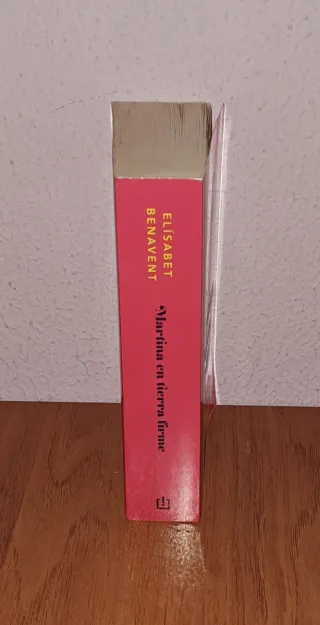 ELÍSABET
BENAVENT
Martina en tierra firme